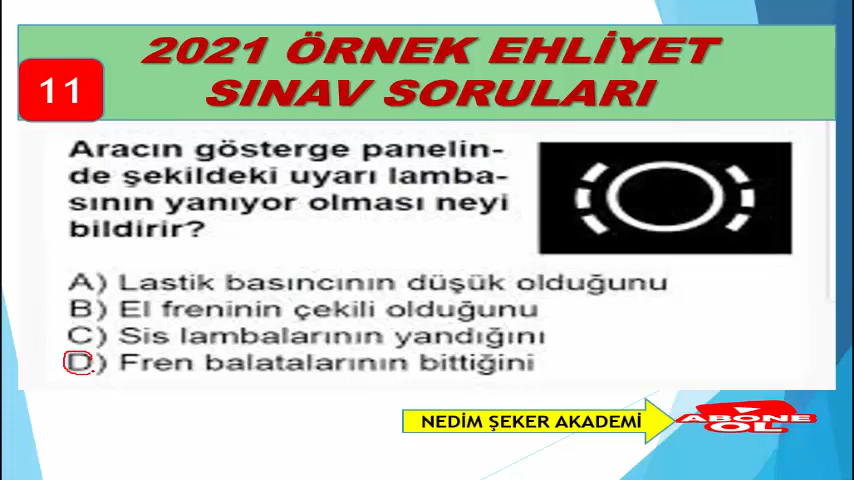 2021 ÖRNEK EHLİYET
SINAV SORULARI
11
Aracın gösterge panelin-
de şekildeki uyarı lamba-
sının yanıyor olması neyi
bildirir?
A) Lastik basıncının düşük olduğunu
B) El freninin çekili olduğunu
C) Sis lambalarının yandığını
D) Fren balatalarının bittiğini
NEDİM ŞEKER AKADEMİ
ABONE
OL